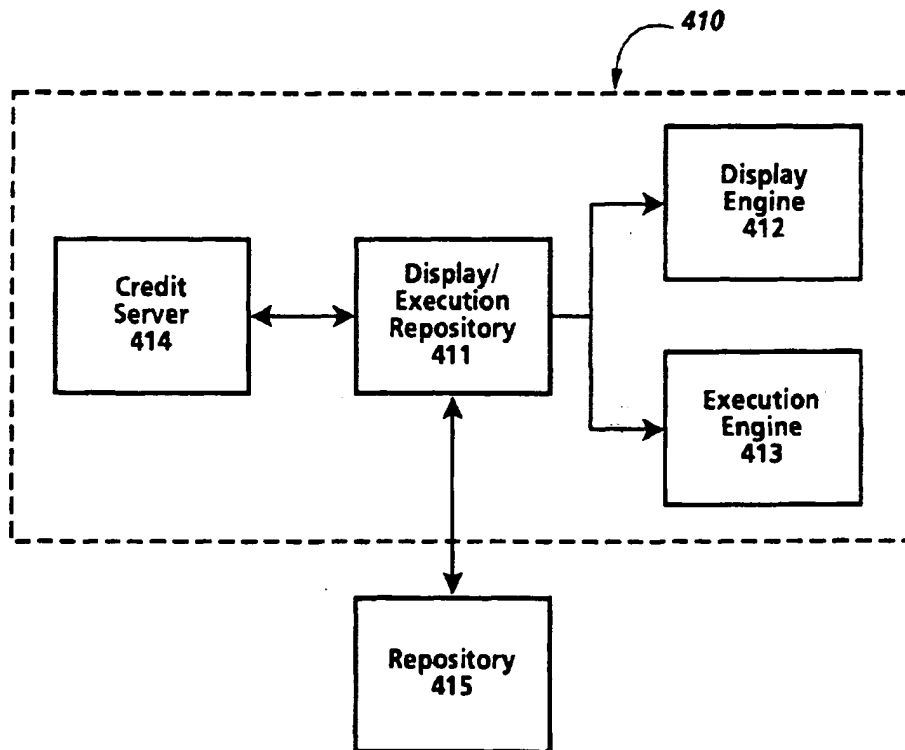 410
Display
Engine
412
Credit
Server
414
Display/
Execution
Repository
411
Execution
Engine
413
Repository
415